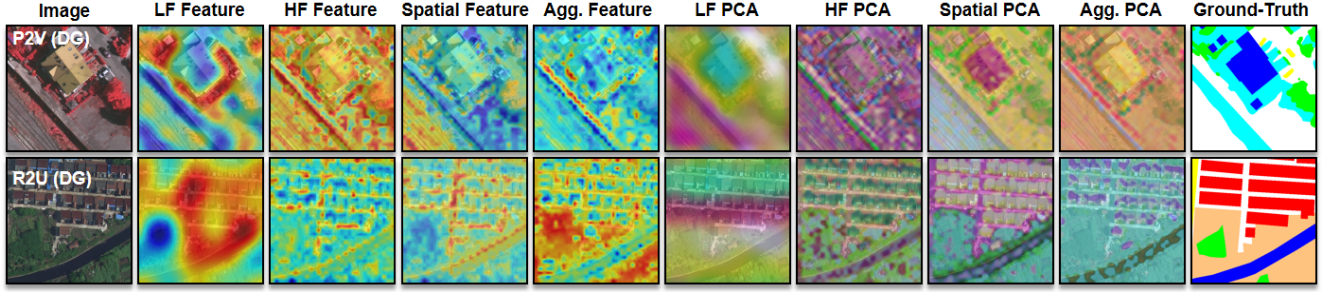 Image LF Feature HF Feature Spatial Feature Agg. Feature LF PCA HF PCA Spatial PCA Agg. PCA Ground-Truth
P2V (DG)
R2U (DG)